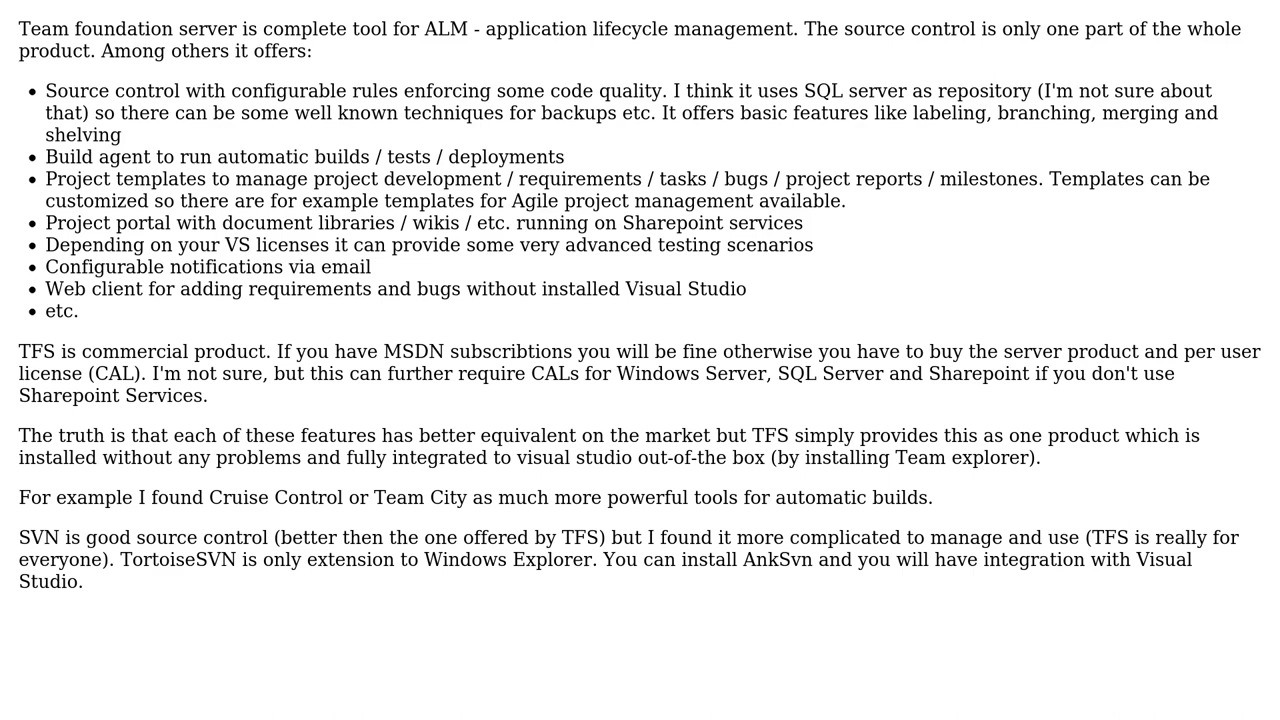 Team foundation server is complete tool for ALM - application lifecycle management. The source control is only one part of the whole
product. Among others it offers:
• Source control with configurable rules enforcing some code quality. I think it uses SQL server as repository (I'm not sure about
that) so there can be some well known techniques for backups etc. It offers basic features like labeling, branching, merging and
shelving
• Build agent to run automatic builds / tests / deployments
• Project templates to manage project development / requirements / tasks / bugs / project reports / milestones. Templates can be
customized so there are for example templates for Agile project management available.
• Project portal with document libraries / wikis / etc. running on Sharepoint services
• Depending on your VS licenses it can provide some very advanced testing scenarios
• Configurable notifications via email
• Web client for adding requirements and bugs without installed Visual Studio
• etc.
TFS is commercial product. If you have MSDN subscribtions you will be fine otherwise you have to buy the server product and per user
license (CAL). I'm not sure, but this can further require CALs for Windows Server, SQL Server and Sharepoint if you don't use
Sharepoint Services.
The truth is that each of these features has better equivalent on the market but TFS simply provides this as one product which is
installed without any problems and fully integrated to visual studio out-of-the box (by installing Team explorer).
For example I found Cruise Control or Team City as much more powerful tools for automatic builds.
SVN is good source control (better then the one offered by TFS) but I found it more complicated to manage and use (TFS is really for
everyone). TortoiseSVN is only extension to Windows Explorer. You can install AnkSvn and you will have integration with Visual
Studio.